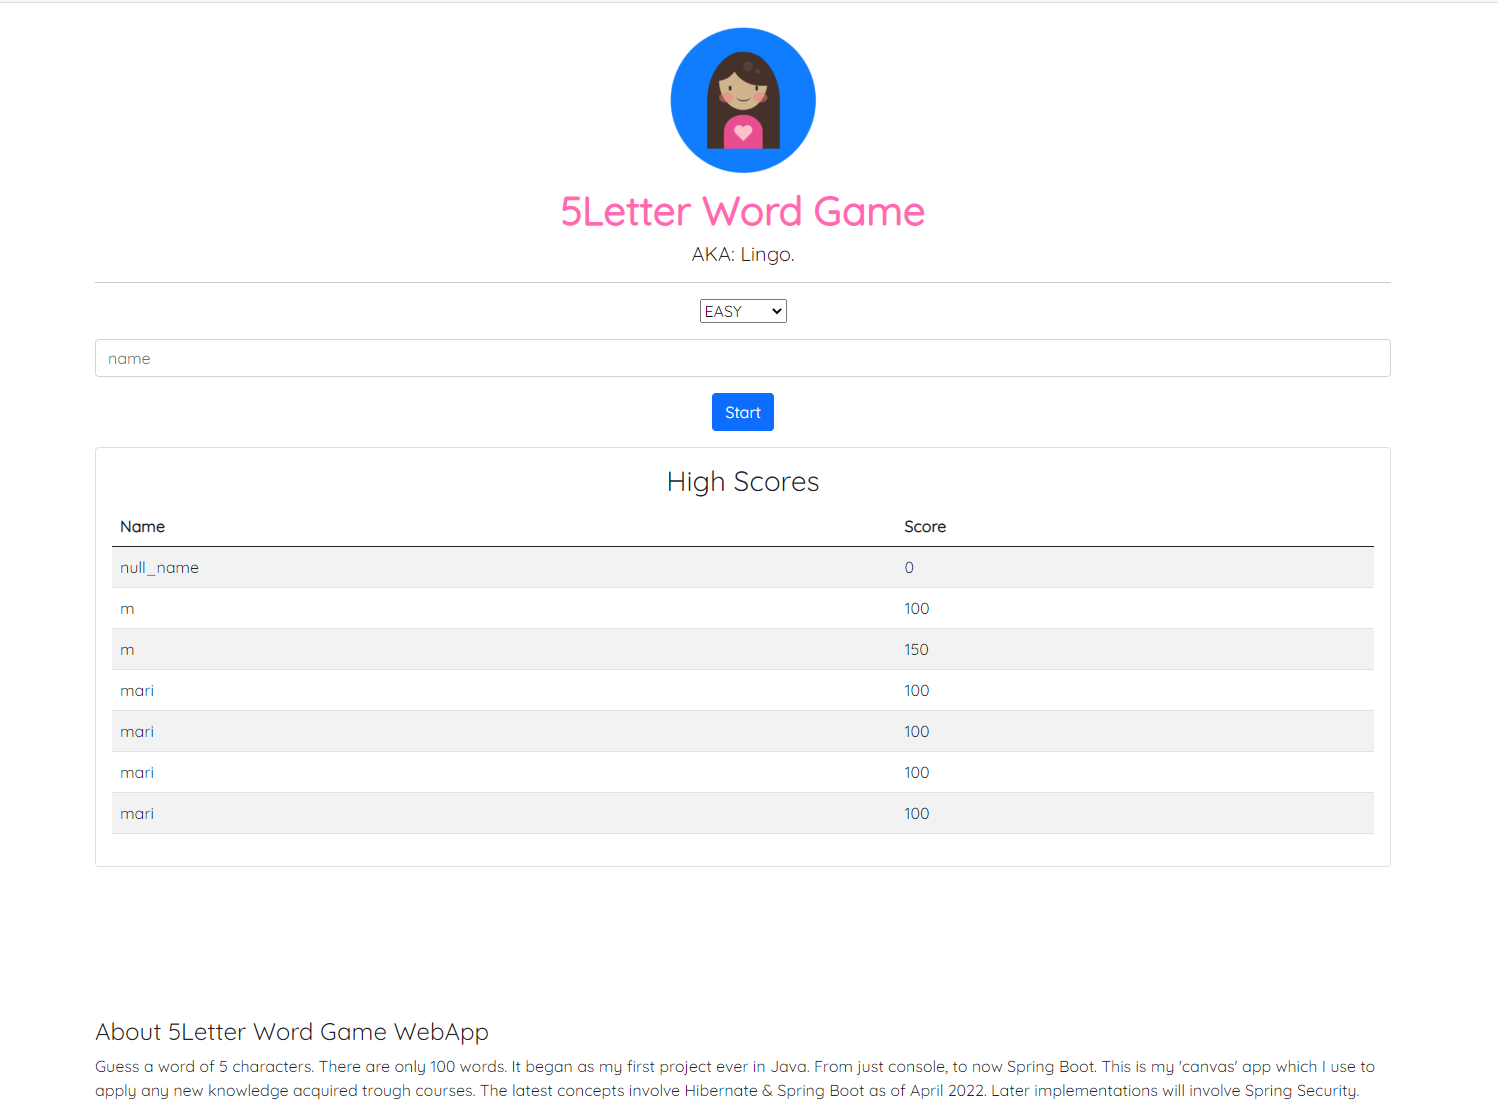 5Letter Word Game
AKA: Lingo.
EASY
name
Start
High Scores
Name Score
null_name 0
m 100
m 150
mari 100
mari 100
mari 100
mari 100
About 5Letter Word Game WebApp
Guess a word of 5 characters. There are only 100 words. It began as my first project ever in Java. From just console, to now Spring Boot. This is my 'canvas' app which I use to
apply any new knowledge acquired trough courses. The latest concepts involve Hibernate & Spring Boot as of April 2022. Later implementations will involve Spring Security.